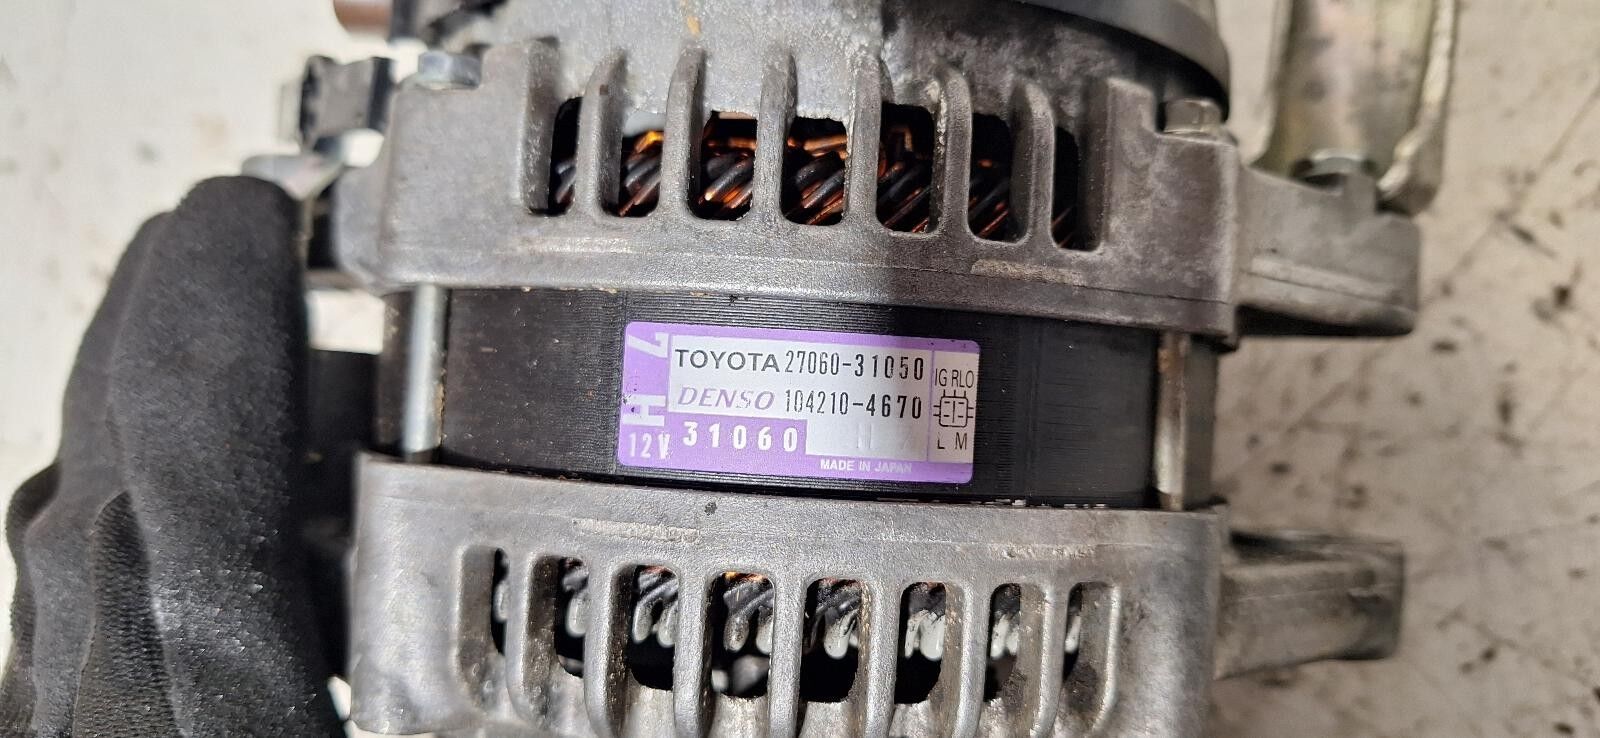 TOYOTA 27060-31050
DENSO 104210-4670
12V 31060
MADE IN JAPAN
IG RLO
L M